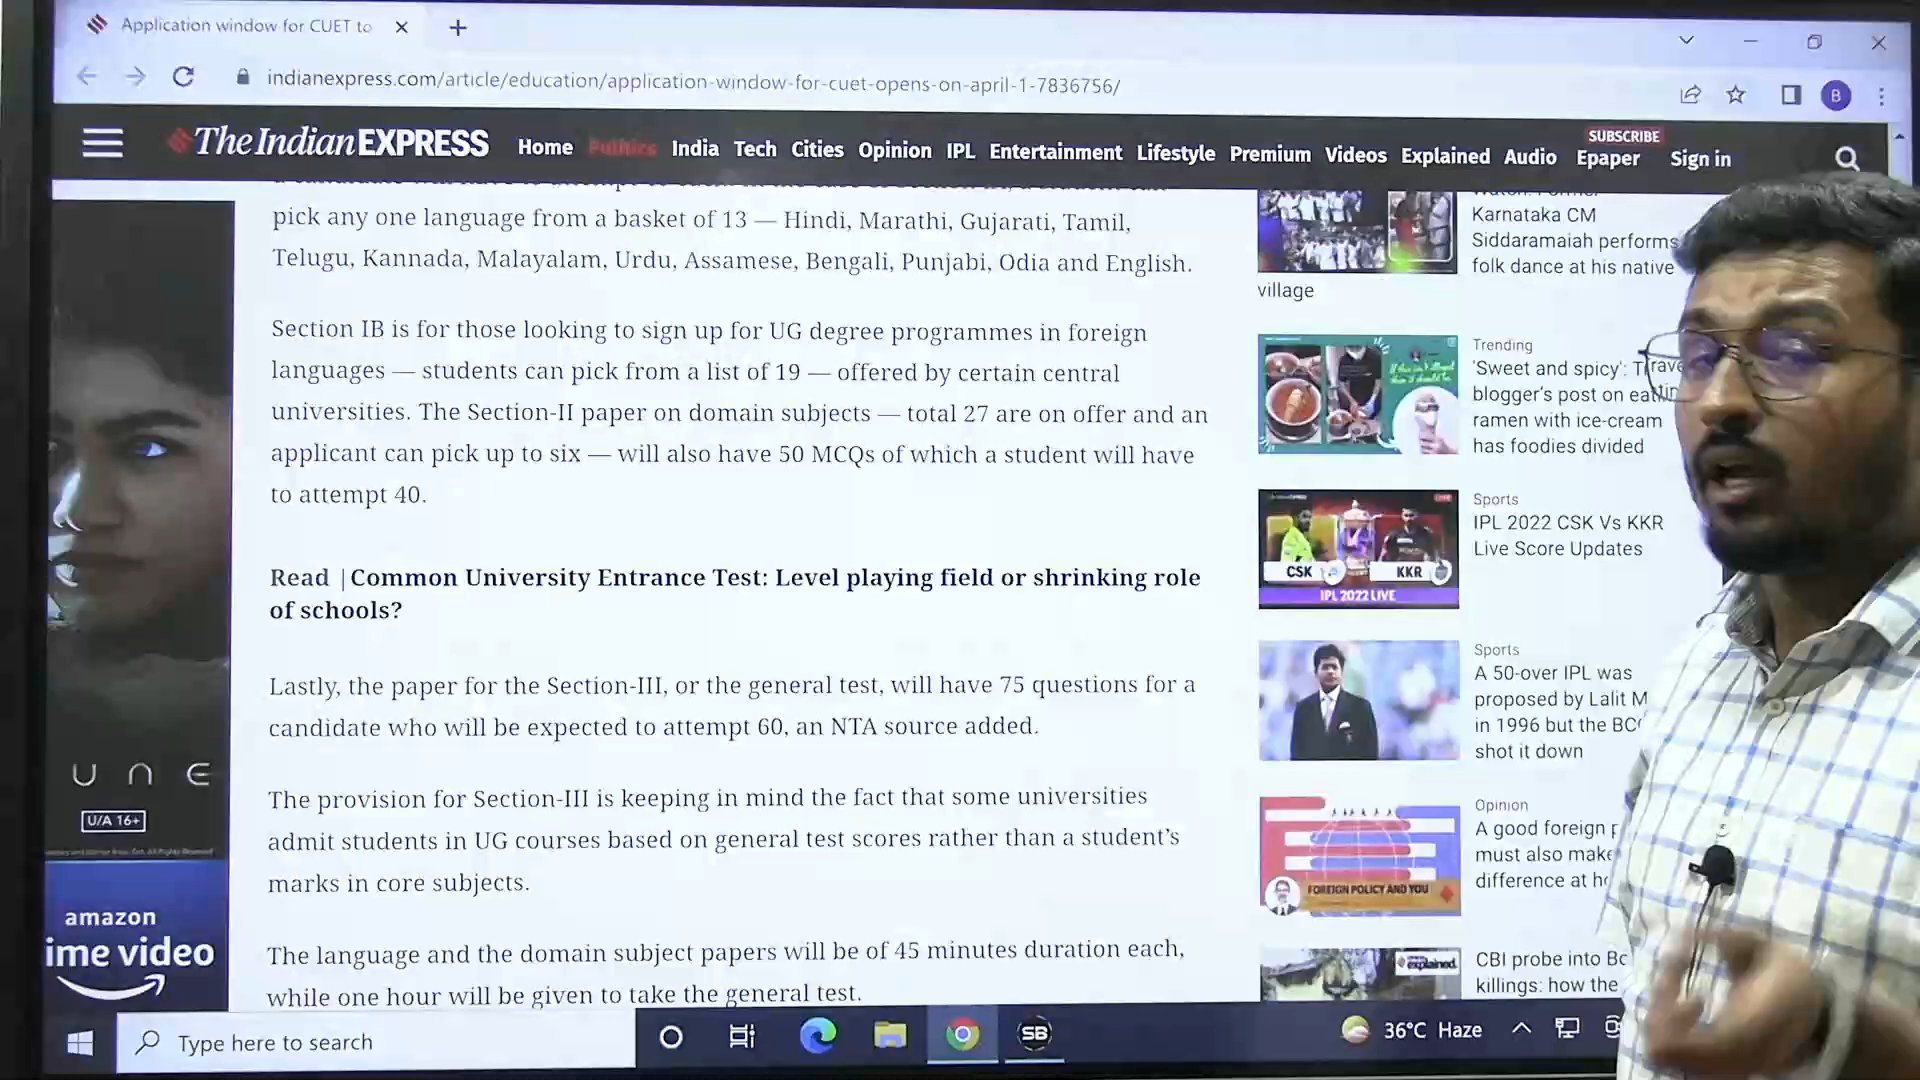 Application window for CUET to
indianexpress.com/article/education/application-window-for-cuet-opens-on-april-1-7836756/
B
The Indian EXPRESS
Home Politics India Tech Cities Opinion IPL Entertainment Lifestyle Premium Videos Explained Audio Epaper Sign in
SUBSCRIBE
pick any one language from a basket of 13 — Hindi, Marathi, Gujarati, Tamil,
Telugu, Kannada, Malayalam, Urdu, Assamese, Bengali, Punjabi, Odia and English.
Section IB is for those looking to sign up for UG degree programmes in foreign
languages — students can pick from a list of 19 — offered by certain central
universities. The Section-II paper on domain subjects — total 27 are on offer and an
applicant can pick up to six — will also have 50 MCQs of which a student will have
to attempt 40.
Read |Common University Entrance Test: Level playing field or shrinking role
of schools?
Lastly, the paper for the Section-III, or the general test, will have 75 questions for a
candidate who will be expected to attempt 60, an NTA source added.
The provision for Section-III is keeping in mind the fact that some universities
admit students in UG courses based on general test scores rather than a student's
marks in core subjects.
The language and the domain subject papers will be of 45 minutes duration each,
while one hour will be given to take the general test.
Karnataka CM
Siddaramaiah performs
folk dance at his native
village
Trending
'Sweet and spicy': Trave
blogger's post on eatin
ramen with ice-cream
has foodies divided
Sports
IPL 2022 CSK Vs KKR
Live Score Updates
CSK
KKR
IPL 2022 LIVE
Sports
A 50-over IPL was
proposed by Lalit M
in 1996 but the BCC
shot it down
Opinion
A good foreign p
must also make
difference at ho
FOREIGN POLICY AND YOU
CBI probe into Bo
killings: how the
explained.
U N E
U/A 16+
amazon
ime video
Type here to search
SB
36°C Haze